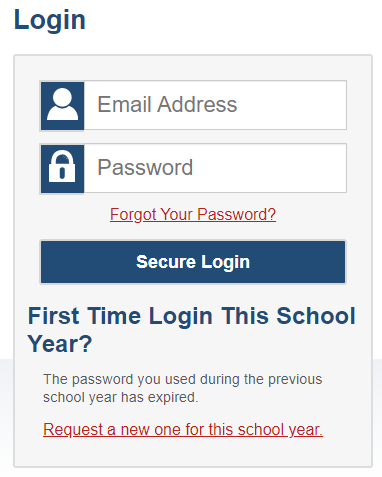 Login
Email Address
Password
Forgot Your Password?
Secure Login
First Time Login This School
Year?
The password you used during the previous
school year has expired.
Request a new one for this school year.